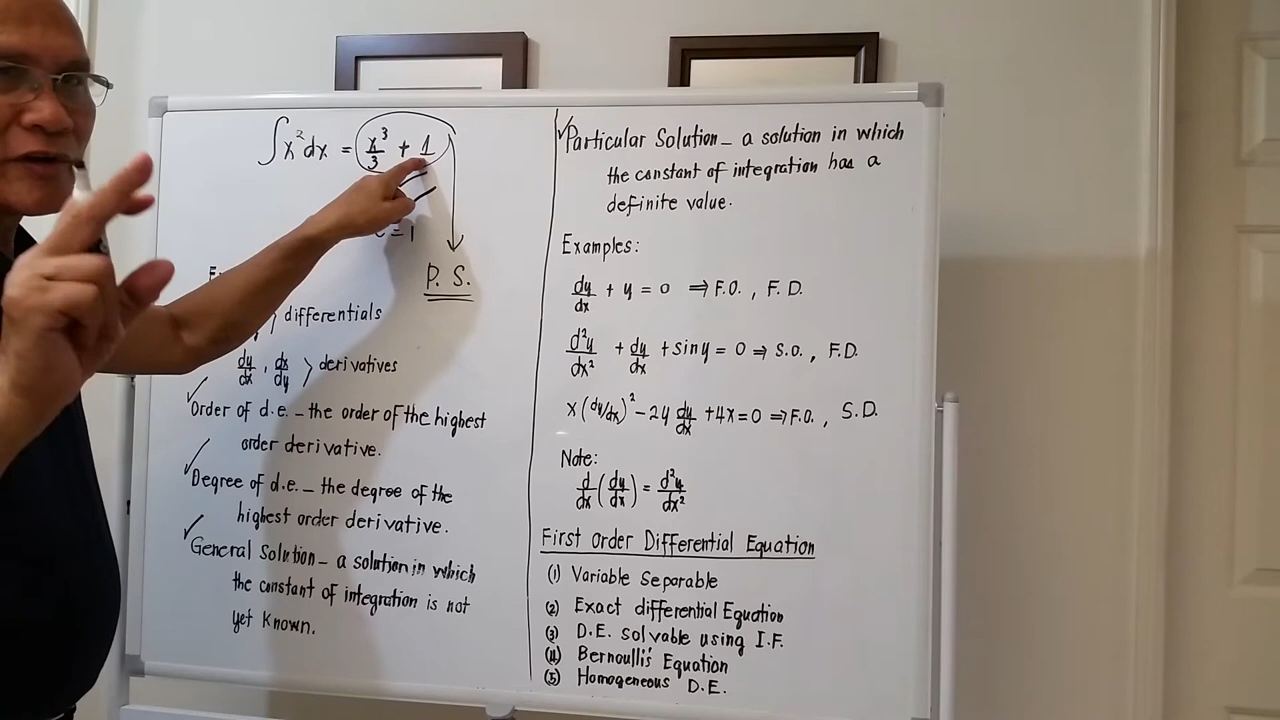 ∫x²dx = x³/3 + 1
= 1
P. S.
differentials
dy/dx , dx/dy > derivatives
✓Order of d.e. – the order of the highest
order derivative.
✓Degree of d.e. – the degree of the
highest order derivative.
✓General Solution – a solution in which
the constant of integration is not
yet known.
✓Particular Solution – a solution in which
the constant of integration has a
definite value.
Examples:
dy/dx + y = 0 ⇒ F.O. , F. D.
d²y/dx² + dy/dx + sin y = 0 ⇒ S.O. , F.D.
x(dy/dx)² – 2y dy/dx + 4x = 0 ⇒ F.O. , S.D.
Note:
d/dx (dy/dx) = d²y/dx²
First Order Differential Equation
(1) Variable Separable
(2) Exact differential Equation
(3) D.E. solvable using I.F.
(4) Bernoulli's Equation
(5) Homogeneous D.E.